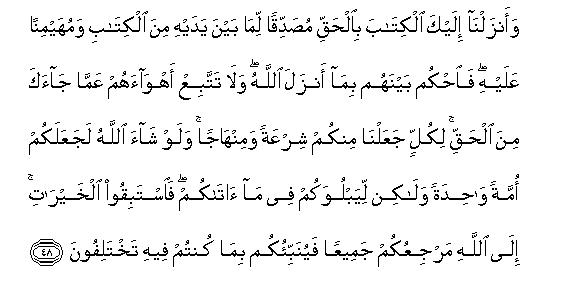 وَأَنزَلْنَآ إِلَيْكَ ٱلْكِتَٰبَ بِٱلْحَقِّ مُصَدِّقًا لِّمَا بَيْنَ يَدَيْهِ مِنَ ٱلْكِتَٰبِ وَمُهَيْمِنًا
عَلَيْهِ ۖ فَٱحْكُم بَيْنَهُم بِمَآ أَنزَلَ ٱللَّهُ ۖ وَلَا تَتَّبِعْ أَهْوَآءَهُمْ عَمَّا جَآءَكَ
مِنَ ٱلْحَقِّ ۚ لِكُلٍّ جَعَلْنَا مِنكُمْ شِرْعَةً وَمِنْهَاجًا ۚ وَلَوْ شَآءَ ٱللَّهُ لَجَعَلَكُمْ
أُمَّةً وَٰحِدَةً وَلَٰكِن لِّيَبْلُوَكُمْ فِى مَآ ءَاتَىٰكُمْ ۖ فَٱسْتَبِقُوا۟ ٱلْخَيْرَٰتِ ۚ
إِلَى ٱللَّهِ مَرْجِعُكُمْ جَمِيعًا فَيُنَبِّئُكُم بِمَا كُنتُمْ فِيهِ تَخْتَلِفُونَ ٤٨